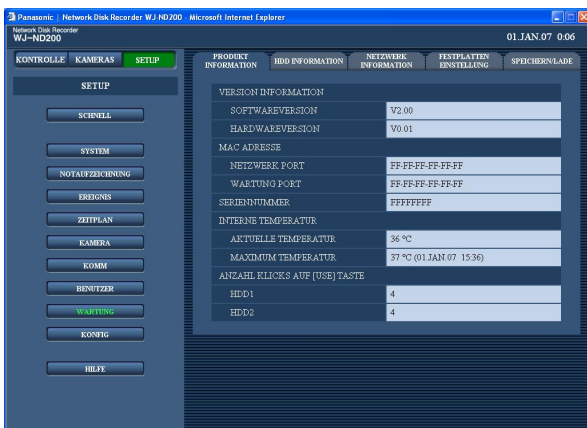 Panasonic | Network Disk Recorder WJ-ND200 - Microsoft Internet Explorer
Network Disk Recorder
WJ-ND200
01.JAN.07 0:06
KONTROLLE KAMERAS SETUP
PRODUKT INFORMATION
HDD INFORMATION
NETZWERK INFORMATION
FESTPLATTEN EINSTELLUNG
SPEICHERN/LADE
SETUP
SCHNELL
SYSTEM
NOTAUFZEICHNUNG
EREIGNIS
ZEITPLAN
KAMERA
KOMM
BENUTZER
WARTUNG
KONFIG
HILFE
VERSION INFORMATION
SOFTWAREVERSION V2.00
HARDWAREVERSION V0.01
MAC ADRESSE
NETZWERK PORT FF-FF-FF-FF-FF-FF
WARTUNG PORT FF-FF-FF-FF-FF-FF
SERIENNUMMER FFFFFFFF
INTERNE TEMPERATUR
AKTUELLE TEMPERATUR 36 °C
MAXIMUM TEMPERATUR 37 °C (01.JAN.07 15:36)
ANZAHL KLICKS AUF [USE] TASTE
HDD1 4
HDD2 4